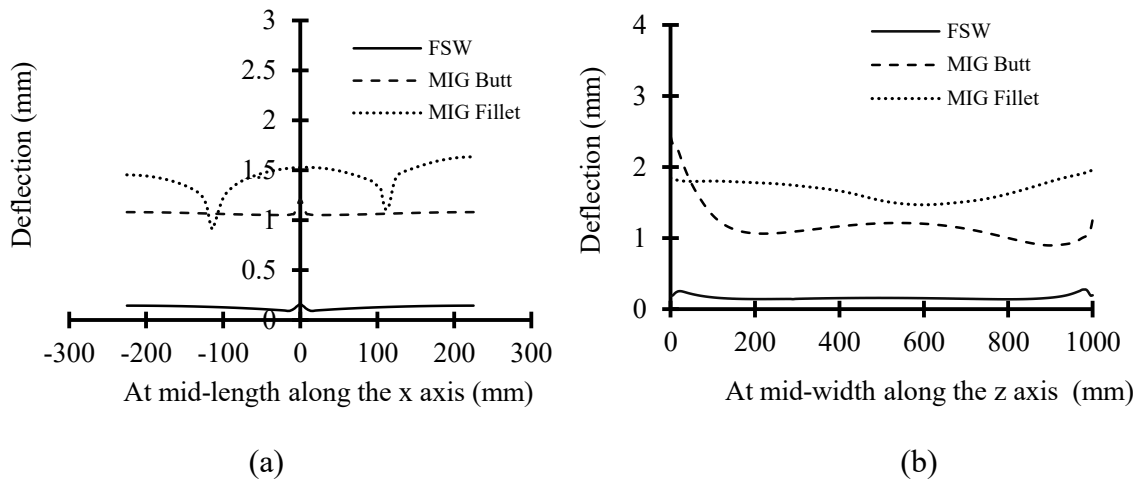 3
2.5
2
1.5
1
0.5
0
-300 -200 -100 0 100 200 300
Deflection (mm)
At mid-length along the x axis (mm)
FSW
MIG Butt
MIG Fillet
(a)
4
3
2
1
0
0 200 400 600 800 1000
Deflection (mm)
At mid-width along the z axis (mm)
FSW
MIG Butt
MIG Fillet
(b)